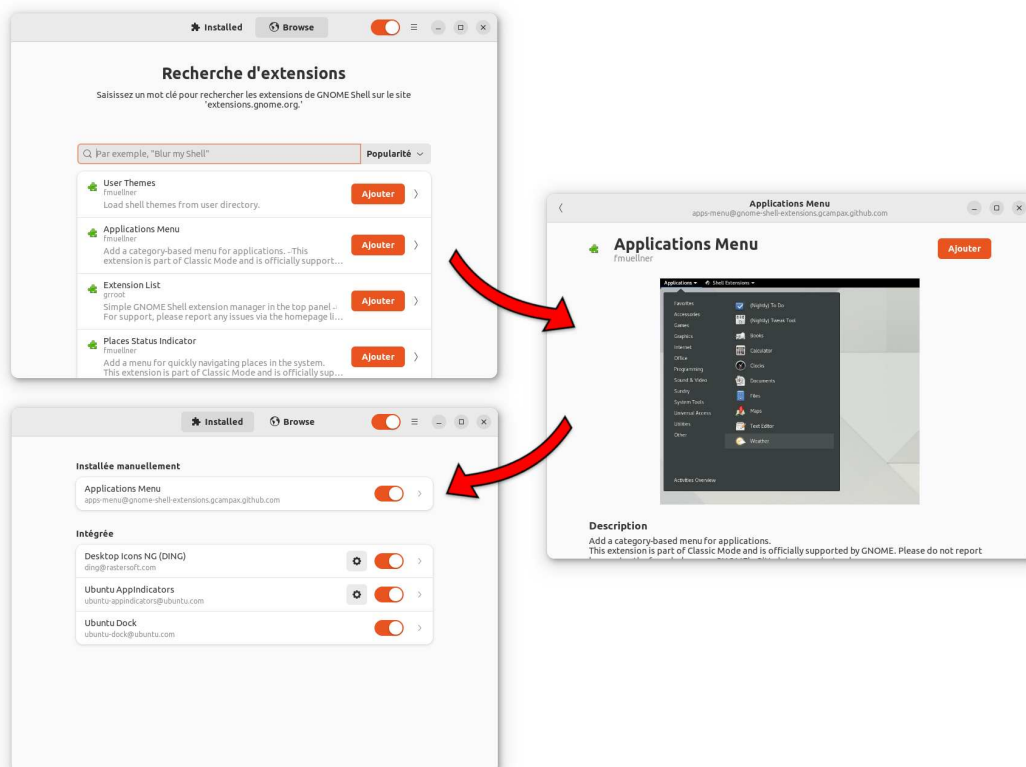 Installed
Browse
Recherche d'extensions
Saisissez un mot clé pour rechercher les extensions de GNOME Shell sur le site
'extensions.gnome.org.'
Par exemple, "Blur my Shell"
Popularité
User Themes
fmuellner
Load shell themes from user directory.
Ajouter
Applications Menu
fmuellner
Add a category-based menu for applications. ↵This
extension is part of Classic Mode and is officially support…
Ajouter
Extension List
grroot
Simple GNOME Shell extension manager in the top panel ↵
For support, please report any issues via the homepage li…
Ajouter
Places Status Indicator
fmuellner
Add a menu for quickly navigating places in the system.
This extension is part of Classic Mode and is officially sup…
Ajouter
Applications Menu
apps-menu@gnome-shell-extensions.gcampax.github.com
Applications Menu
fmuellner
Ajouter
Applications
Shell Extensions
Favorites
Accessories
Games
Graphics
Internet
Office
Programming
Sound & Video
Sundry
System Tools
Universal Access
Utilities
Other
Activities Overview
(Nightly) To Do
(Nightly) Tweak Tool
Books
Calculator
Clocks
Documents
Files
Maps
Text Editor
Weather
Description
Add a category-based menu for applications.
This extension is part of Classic Mode and is officially supported by GNOME. Please do not report
Installed
Browse
Installée manuellement
Applications Menu
apps-menu@gnome-shell-extensions.gcampax.github.com
Intégrée
Desktop Icons NG (DING)
ding@rastersoft.com
Ubuntu AppIndicators
ubuntu-appindicators@ubuntu.com
Ubuntu Dock
ubuntu-dock@ubuntu.com